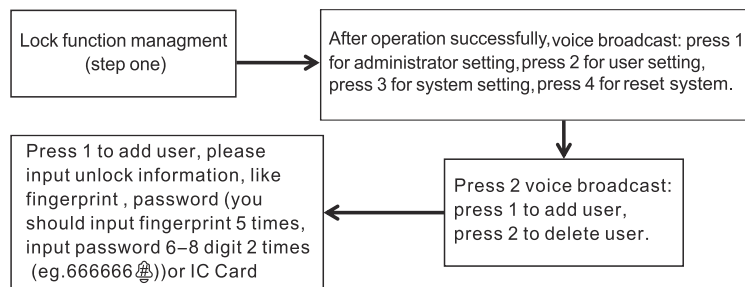 Lock function managment
(step one)
After operation successfully, voice broadcast: press 1
for administrator setting, press 2 for user setting,
press 3 for system setting, press 4 for reset system.
Press 2 voice broadcast:
press 1 to add user,
press 2 to delete user.
Press 1 to add user, please
input unlock information, like
fingerprint , password (you
should input fingerprint 5 times,
input password 6–8 digit 2 times
(eg.666666#))or IC Card